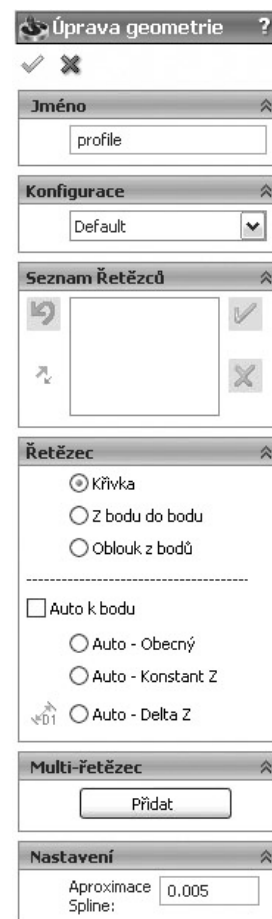 Úprava geometrie ?
Jméno
profile
Konfigurace
Default
Seznam Řetězců
Řetězec
Křivka
Z bodu do bodu
Oblouk z bodů
Auto k bodu
Auto - Obecný
Auto - Konstant Z
D1 Auto - Delta Z
Multi-řetězec
Přidat
Nastavení
Aproximace 0.005
Spline: